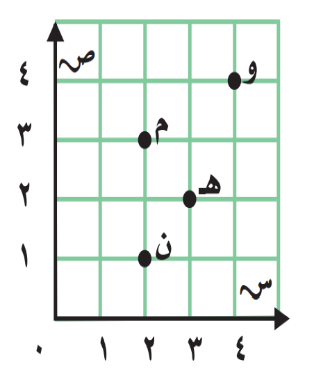 ص
٤
و
٣
م
٢
هـ
١
ن
س
٠ ١ ٢ ٣ ٤